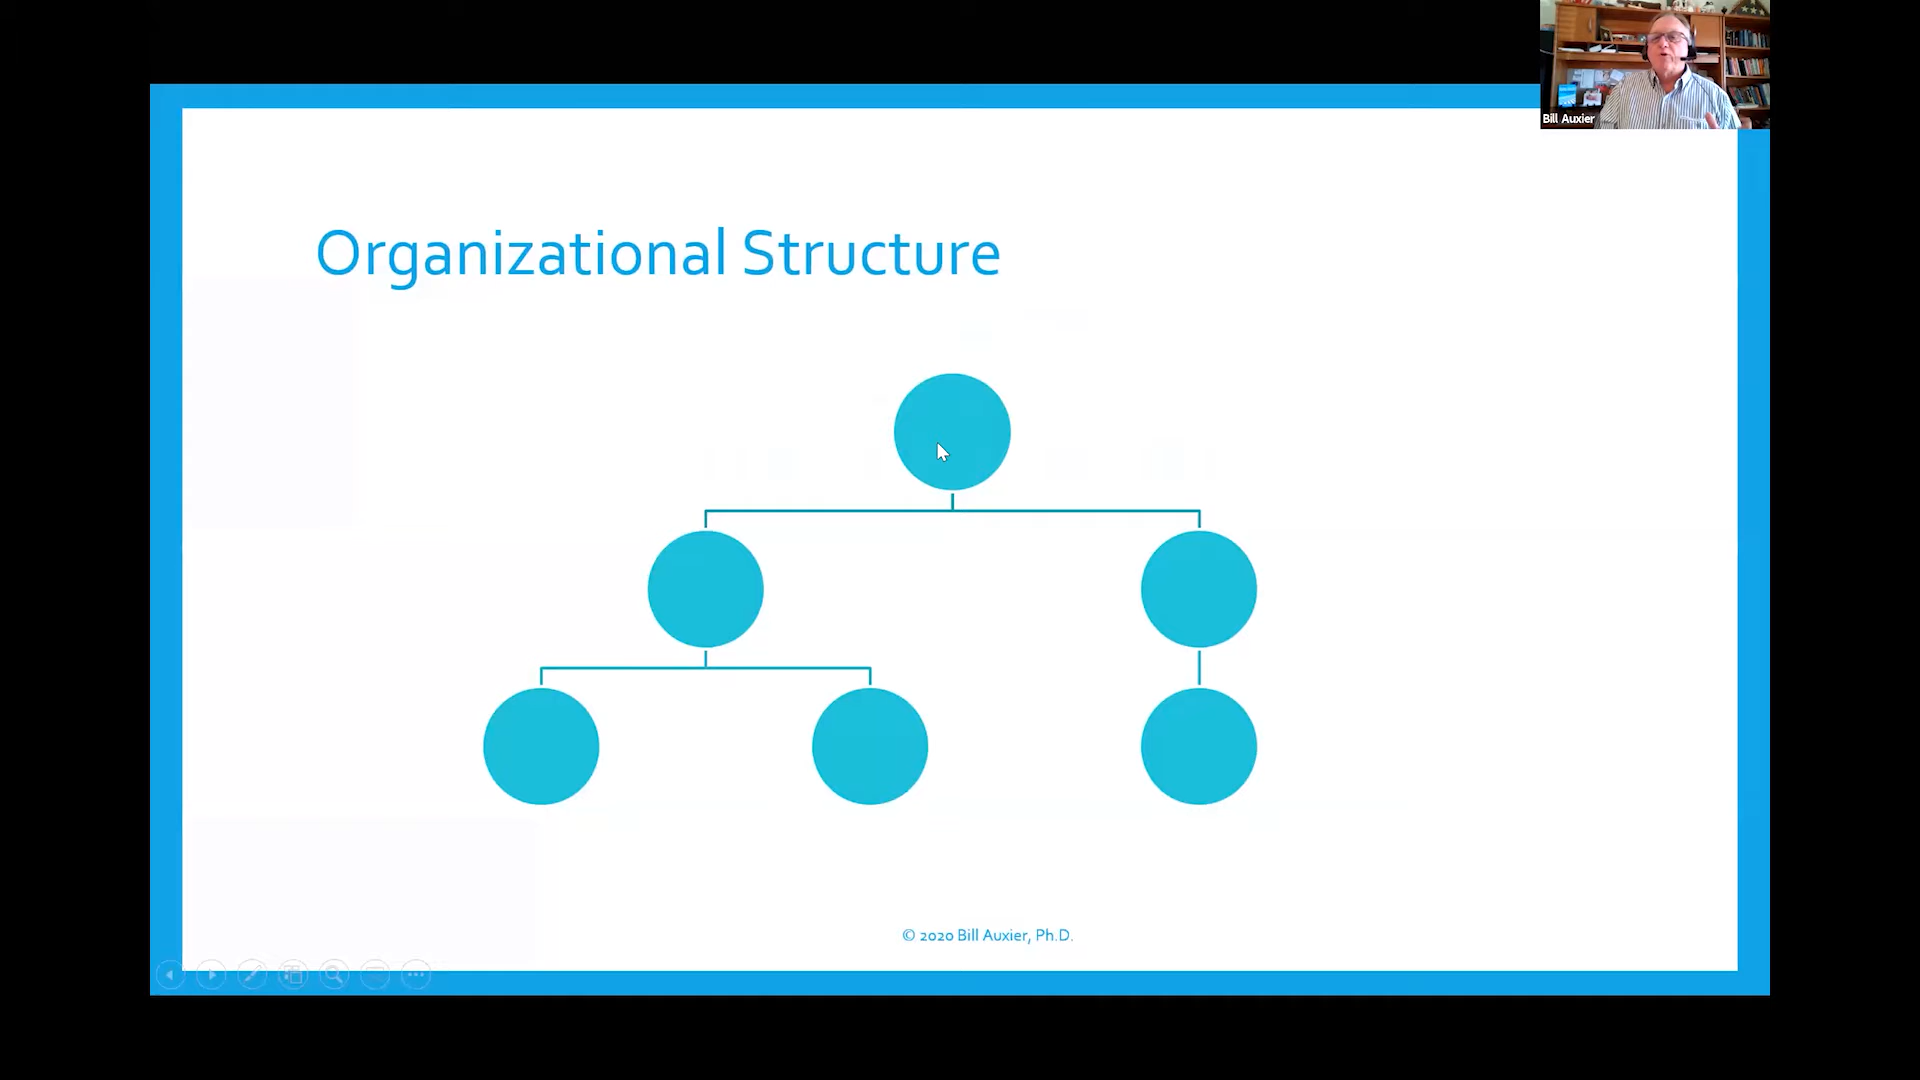 Bill Auxier
Organizational Structure
© 2020 Bill Auxier, Ph.D.